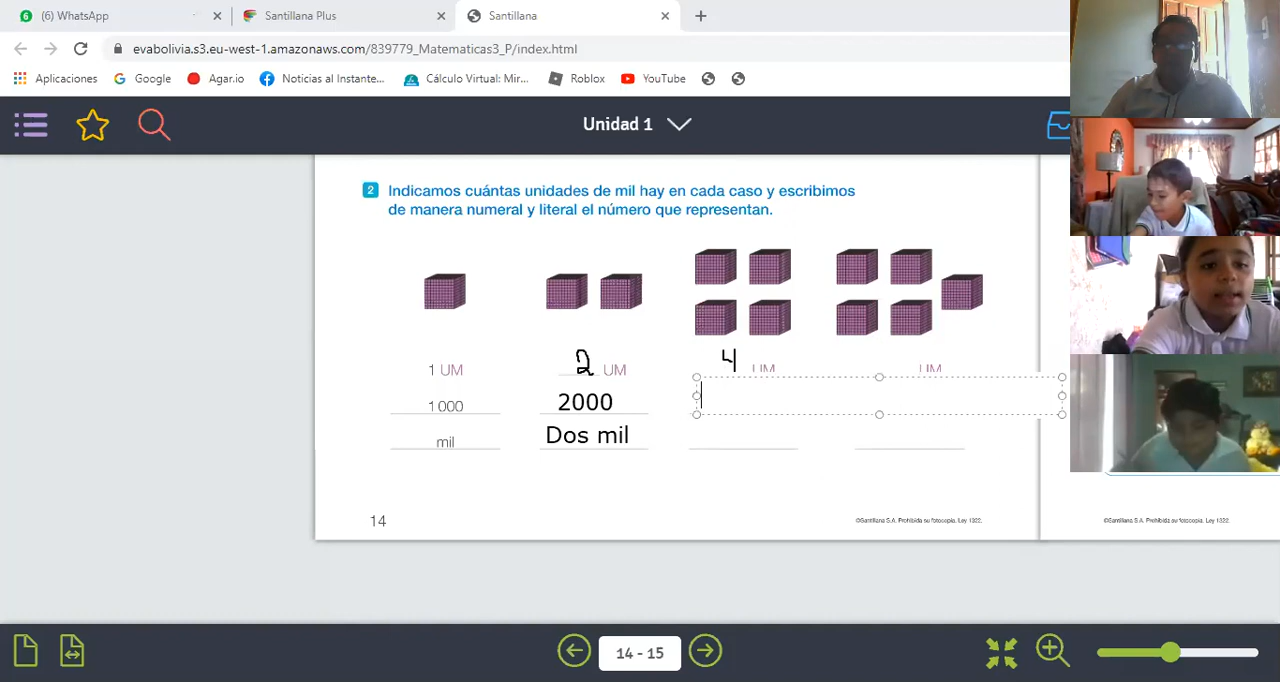 6
(6) WhatsApp
Santillana Plus
Santillana
evabolivia.s3.eu-west-1.amazonaws.com/839779_Matematicas3_P/index.html
Aplicaciones Google Agar.io Noticias al Instante... Cálculo Virtual: Mir... Roblox YouTube
Unidad 1
2 Indicamos cuántas unidades de mil hay en cada caso y escribimos
de manera numeral y literal el número que representan.
1 UM 2 UM 4 UM UM
1 000 2000
mil Dos mil
14
©Santillana S.A. Prohibida su fotocopia. Ley 1322.
©Santillana S.A. Prohibida su fotocopia. Ley 1322.
14 - 15